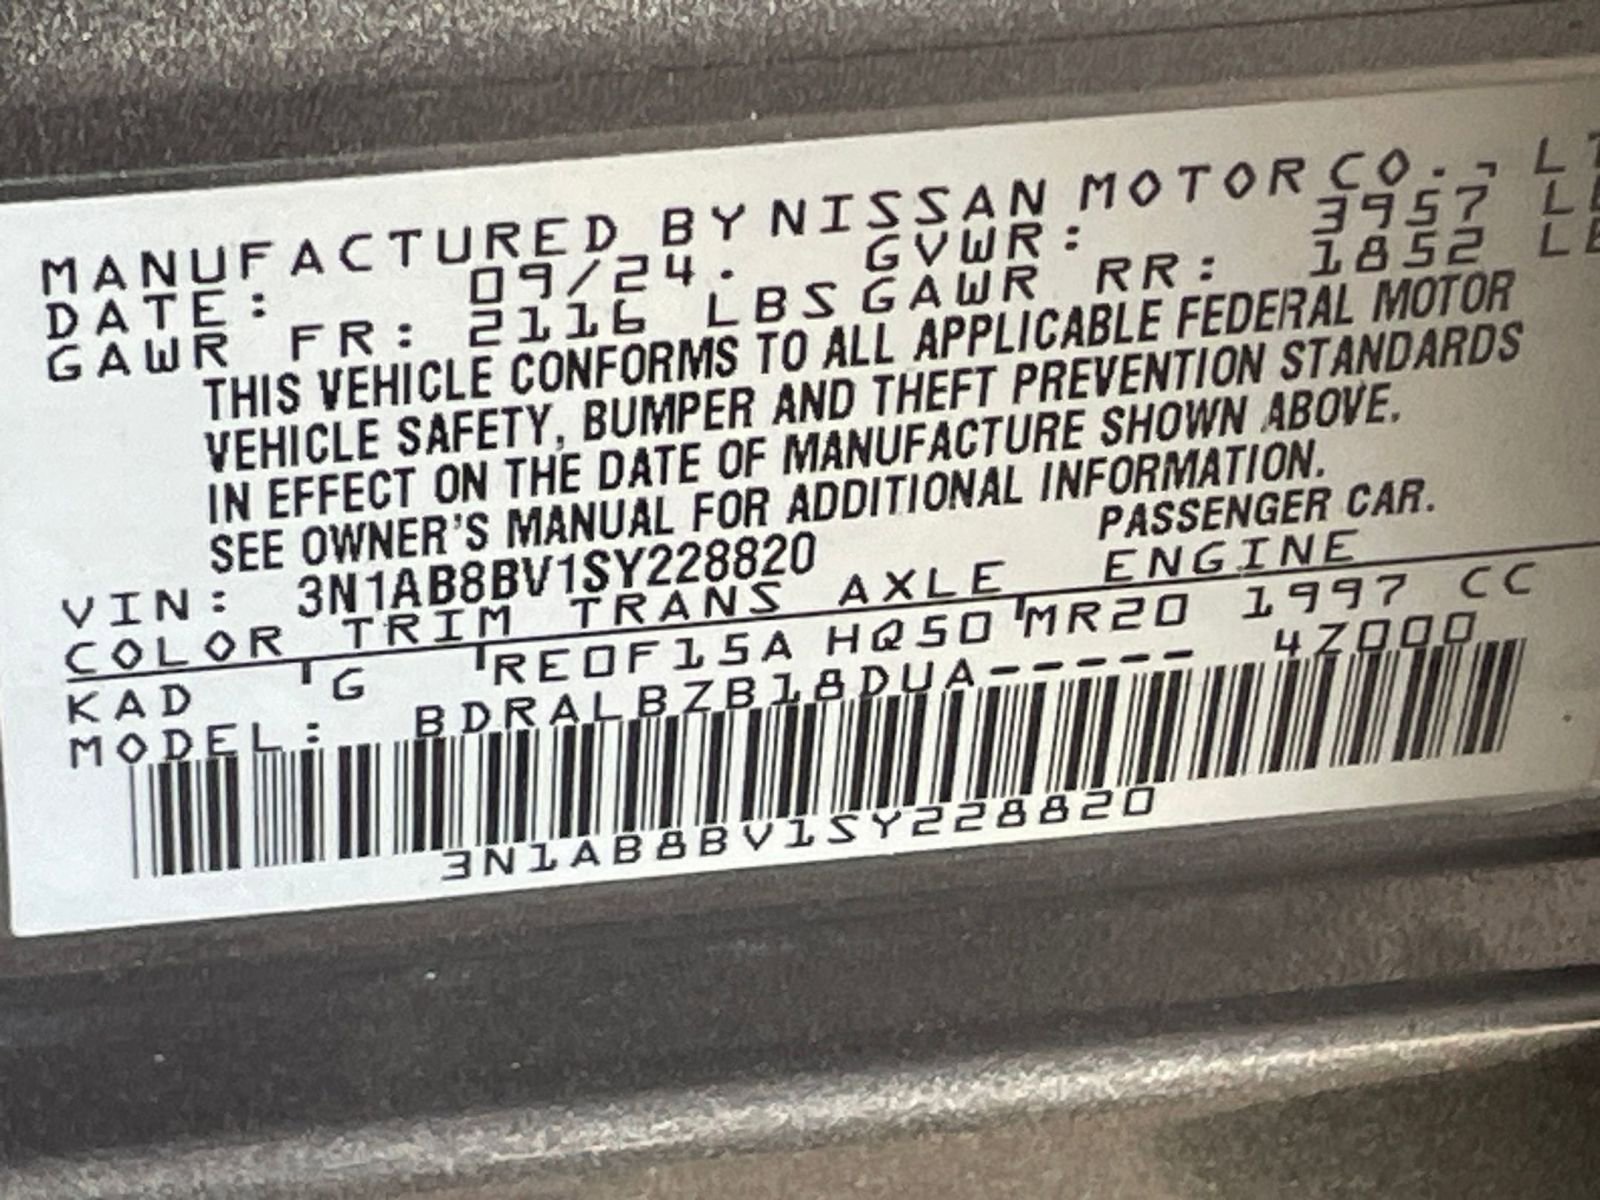 MANUFACTURED BY NISSAN MOTOR CO., LT
DATE: 09/24. GVWR: 3957 LB
GAWR FR: 2116 LBS GAWR RR: 1852 LB
THIS VEHICLE CONFORMS TO ALL APPLICABLE FEDERAL MOTOR
VEHICLE SAFETY, BUMPER AND THEFT PREVENTION STANDARDS
IN EFFECT ON THE DATE OF MANUFACTURE SHOWN ABOVE.
SEE OWNER'S MANUAL FOR ADDITIONAL INFORMATION.
VIN: 3N1AB8BV1SY228820 PASSENGER CAR.
COLOR TRIM TRANS AXLE ENGINE
KAD G RE0F15A HQ50 MR20 1997 CC
MODEL: BDRALBZB18DUA----- 4Z000
3N1AB8BV1SY228820